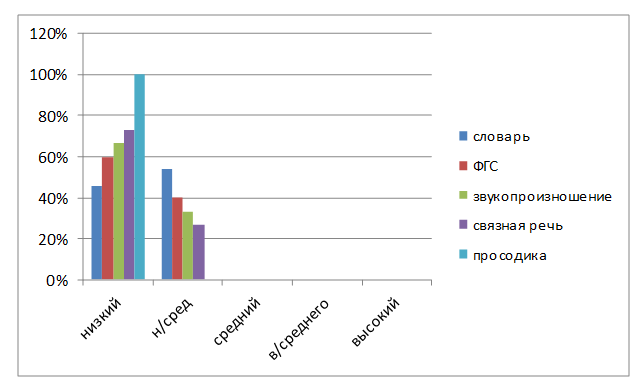 120%
100%
80%
60%
40%
20%
0%
низкий
н/сред
средний
в/среднего
высокий
словарь
ФГС
звукопроизношение
связная речь
просодика